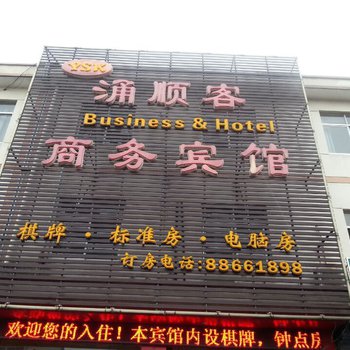 YSK
涌顺客
Business & Hotel
商务宾馆
棋牌·标准房·电脑房
订房电话:88661898
欢迎您的入住!本宾馆内设棋牌,钟点房